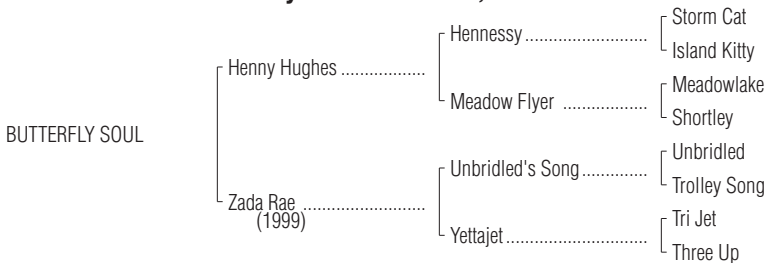 Storm Cat
Hennessy ........................................
Island Kitty
Henny Hughes ..................
Meadowlake
Meadow Flyer ..................
Shortley
BUTTERFLY SOUL
Unbridled
Unbridled's Song ..............
Trolley Song
Zada Rae ..........................
(1999)
Tri Jet
Yettajet ..............................
Three Up